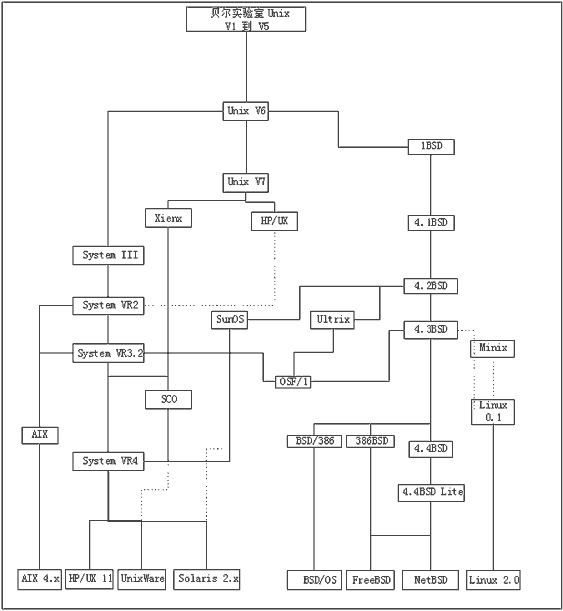 贝尔实验室 Unix
V1 到 V5
Unix V6
1BSD
Unix V7
Xienx
HP/UX
4.1BSD
System III
4.2BSD
System VR2
SunOS
Ultrix
4.3BSD
System VR3.2
Minix
OSF/1
SCO
Linux
0.1
AIX
BSD/386
386BSD
4.4BSD
System VR4
4.4BSD Lite
AIX 4.x
HP/UX 11
UnixWare
Solaris 2.x
BSD/OS
FreeBSD
NetBSD
Linux 2.0